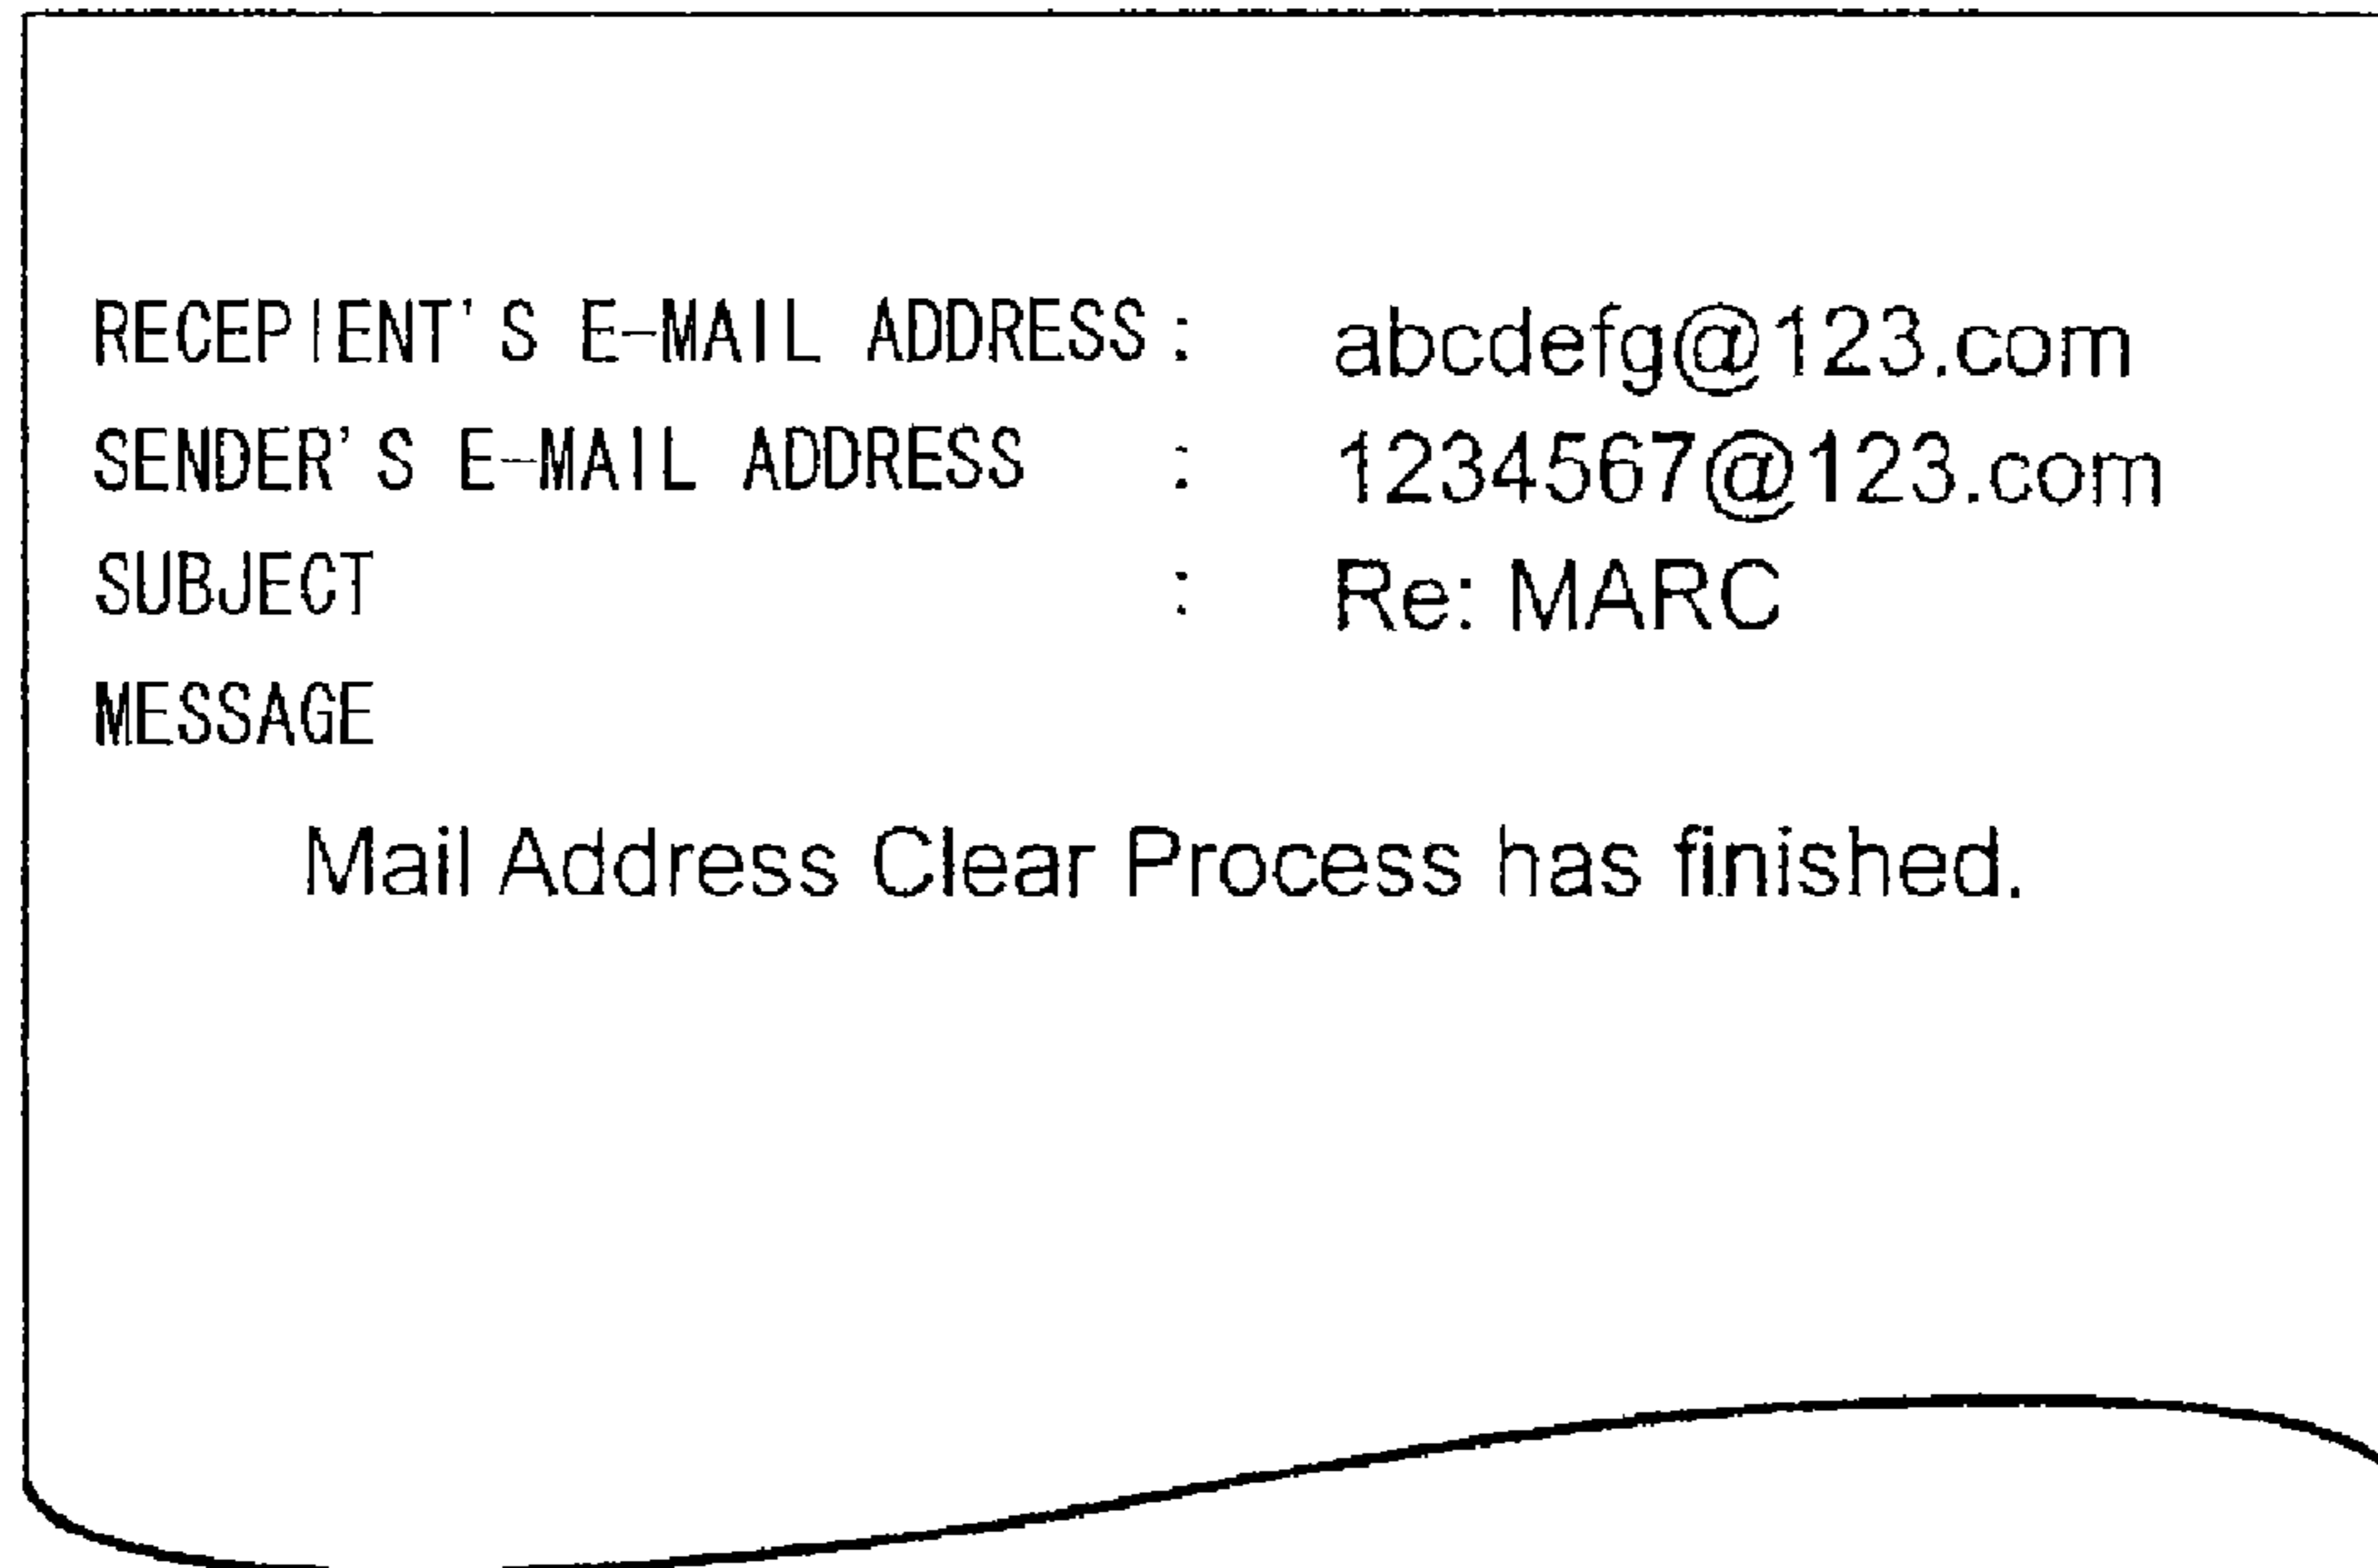 RECEPIENT'S E-MAIL ADDRESS: abcdefg@123.com
SENDER'S E-MAIL ADDRESS : 1234567@123.com
SUBJECT : Re: MARC
MESSAGE
Mail Address Clear Process has finished.